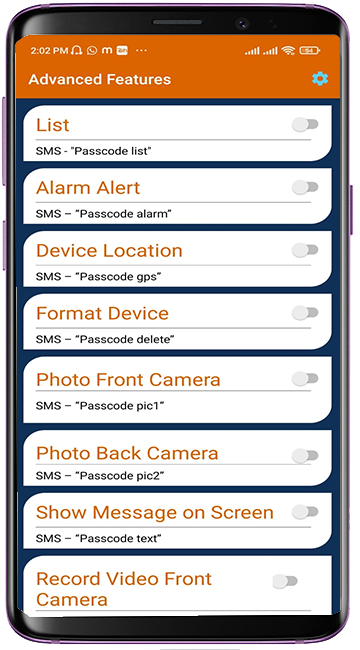 2:02 PM
Advanced Features
List
SMS - "Passcode list"
Alarm Alert
SMS – “Passcode alarm”
Device Location
SMS – “Passcode gps”
Format Device
SMS – “Passcode delete”
Photo Front Camera
SMS – “Passcode pic1”
Photo Back Camera
SMS – “Passcode pic2”
Show Message on Screen
SMS – “Passcode text”
Record Video Front
Camera